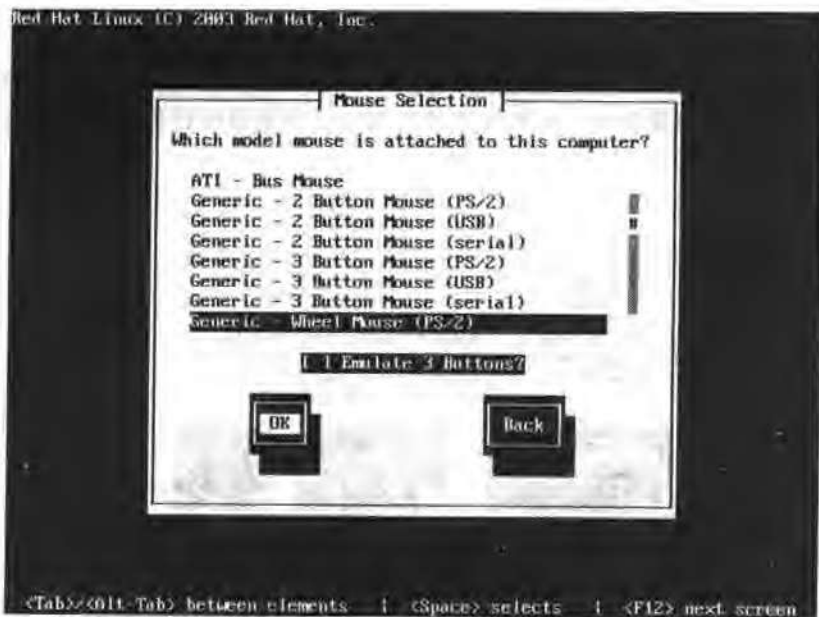 Red Hat Linux (C) 2003 Red Hat, Inc.
Mouse Selection
Which model mouse is attached to this computer?
ATI - Bus Mouse
Generic - 2 Button Mouse (PS/2)
Generic - 2 Button Mouse (USB)
Generic - 2 Button Mouse (serial)
Generic - 3 Button Mouse (PS/2)
Generic - 3 Button Mouse (USB)
Generic - 3 Button Mouse (serial)
Generic - Wheel Mouse (PS/2)
[ ] Emulate 3 Buttons?
OK Back
<Tab>/<Alt-Tab> between elements | <Space> selects | <F12> next screen